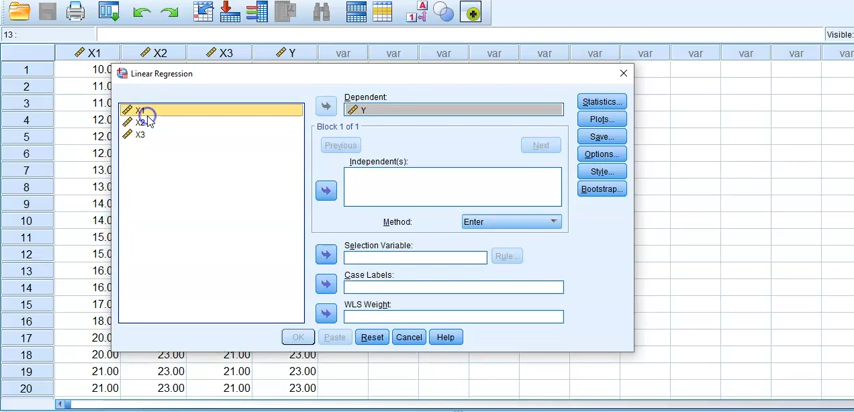 A
13 :
Visible:
X1 X2 X3 Y var var var var var var var var var var
Linear Regression
1 10.0
2 11.0
3 11.0
4 12.0
5 12.0
6 12.0
7 13.0
8 13.0
9 14.0
10 14.0
11 15.0
12 15.0
13 16.0
14 16.0
15 17.0
16 18.0
17 20.0
18 20.00 23.00 21.00 23.00
19 21.00 23.00 21.00 23.00
20 21.00 23.00 21.00 23.00
X1
X2
X3
Dependent:
Y
Block 1 of 1
Previous Next
Independent(s):
Method: Enter
Selection Variable:
Rule...
Case Labels:
WLS Weight:
Statistics...
Plots...
Save...
Options...
Style...
Bootstrap...
OK Paste Reset Cancel Help